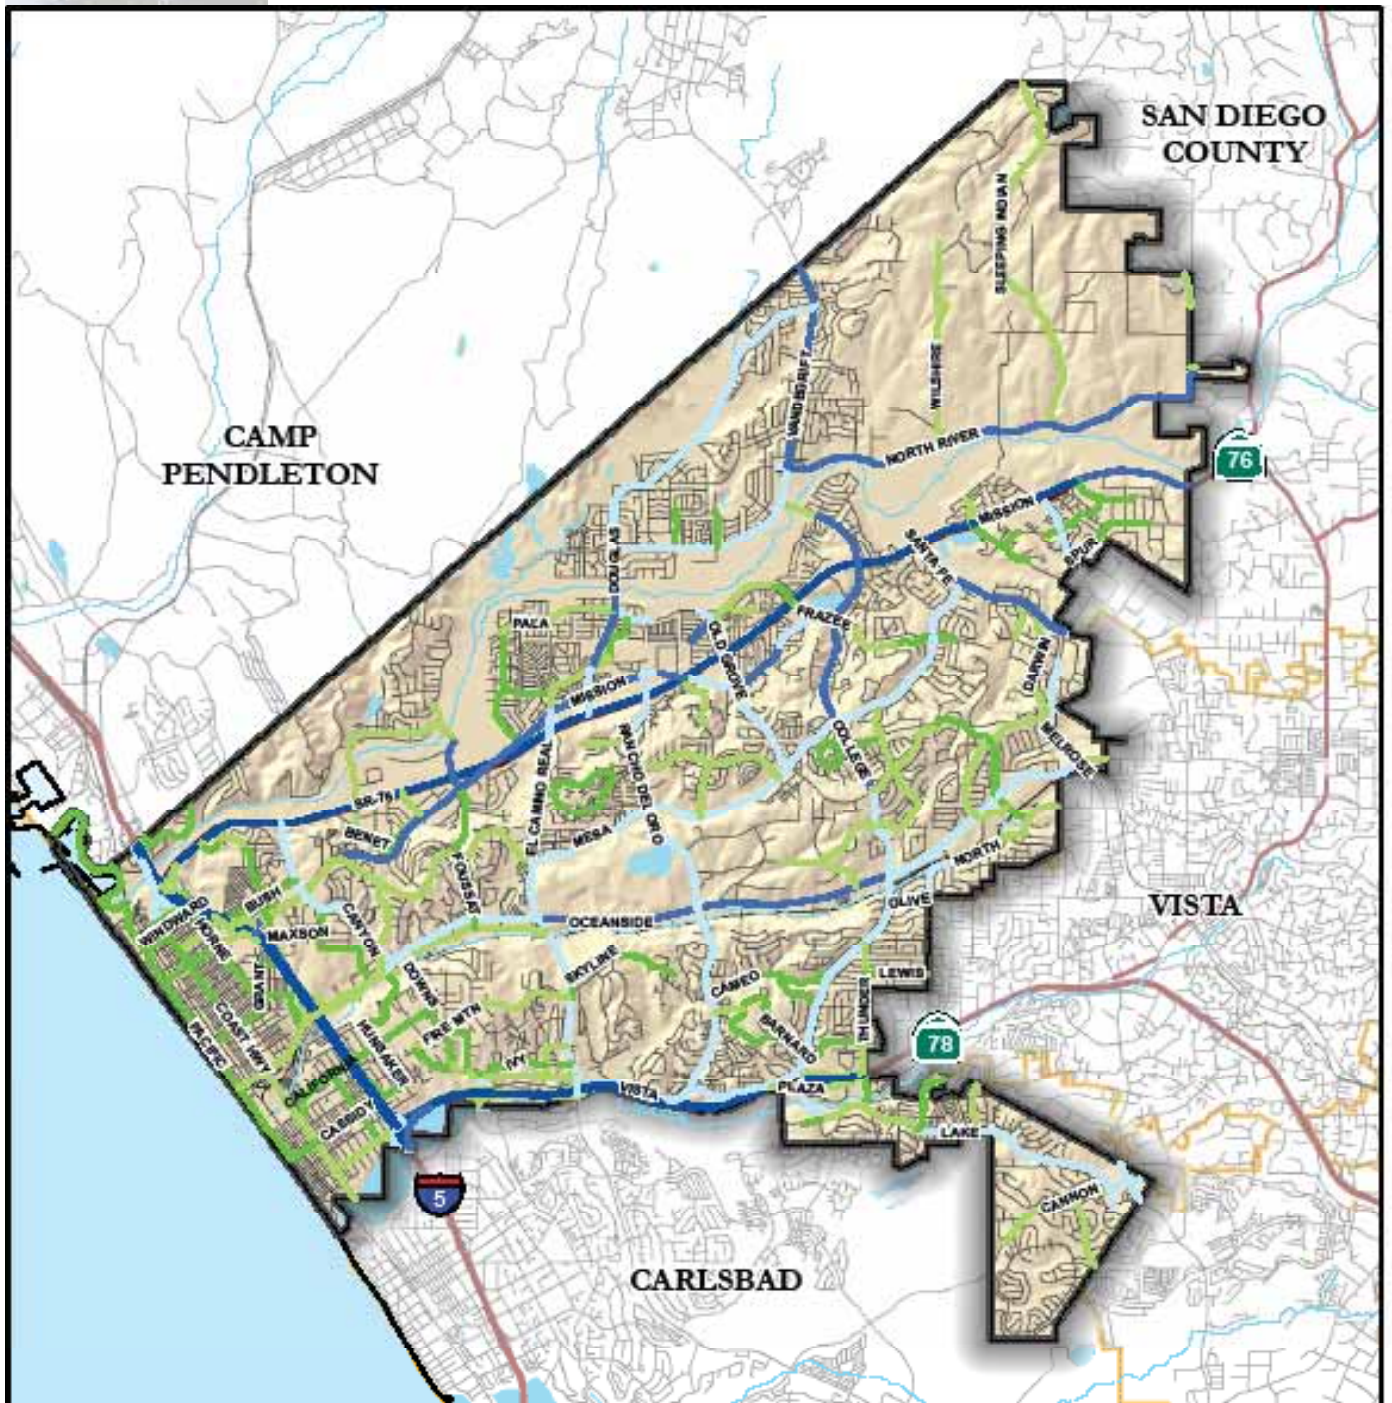 SAN DIEGO
COUNTY
SLEEPING INDIAN
WILSHIRE
VANDEGRIFT
NORTH RIVER
76
CAMP
PENDLETON
MISSION
SANTA FE
SPUR
DOUGLAS
PALA
FRAZEE
OLD GROVE
DARWIN
MISSION
RANCHO DEL ORO
COLLEGE
MELROSE
EL CAMINO REAL
SR-76
BENET
MESA
FOUSSAT
NORTH
OLIVE
VISTA
WINDWARD
BUSH
HORNE
MAXSON
CANYON
OCEANSIDE
GRANT
DOWNS
SKYLINE
CAMEO
LEWIS
THUNDER
COAST HWY
PACIFIC
HUNSAKER
FIRE MTN
BARNARD
78
IVY
CALIFORNIA
CASSIDY
VISTA
PLAZA
LAKE
CANNON
5
CARLSBAD